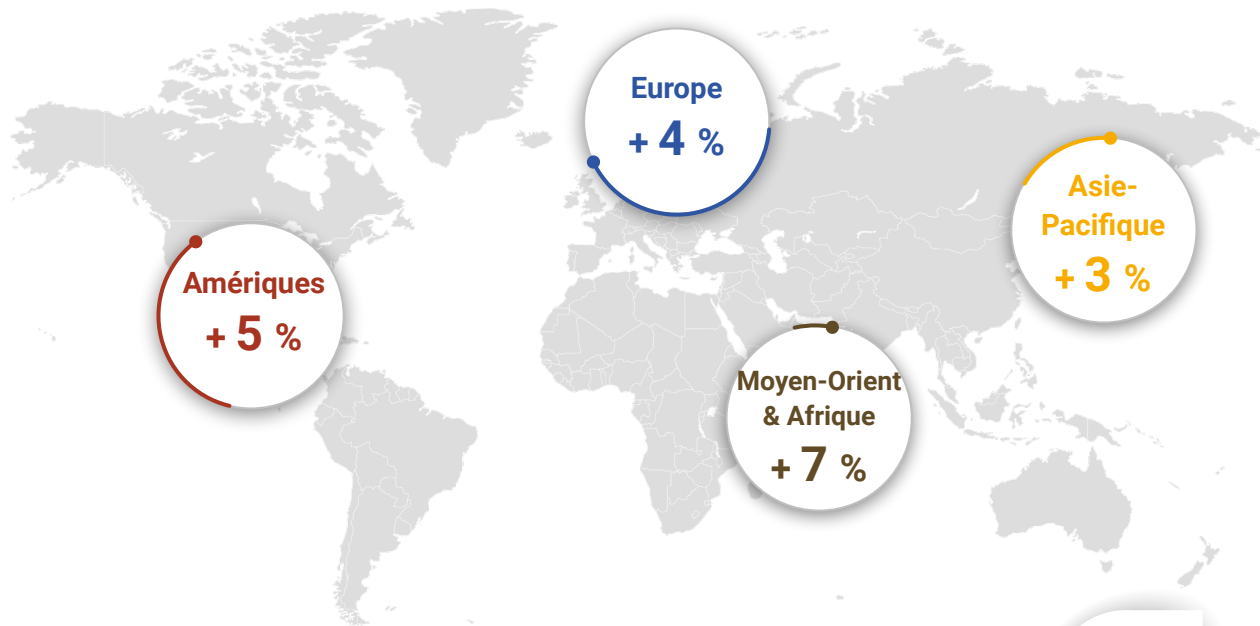 Europe
+ 4 %
Asie-
Pacifique
+ 3 %
Amériques
+ 5 %
Moyen-Orient
& Afrique
+ 7 %